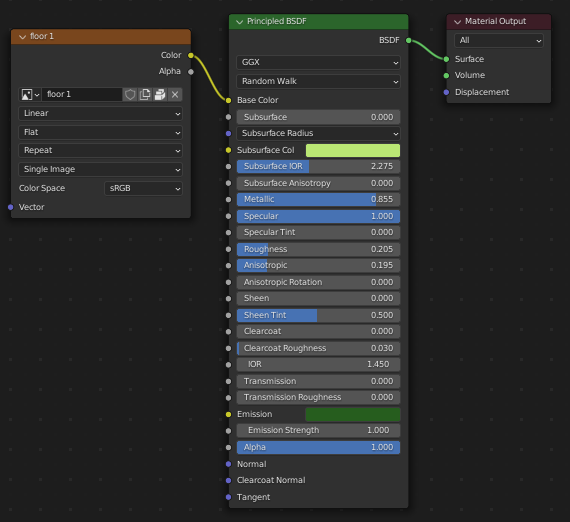 floor 1
Color
Alpha
floor 1
Linear
Flat
Repeat
Single Image
Color Space sRGB
Vector
Principled BSDF
BSDF
GGX
Random Walk
Base Color
Subsurface 0.000
Subsurface Radius
Subsurface Col
Subsurface IOR 2.275
Subsurface Anisotropy 0.000
Metallic 0.855
Specular 1.000
Specular Tint 0.000
Roughness 0.205
Anisotropic 0.195
Anisotropic Rotation 0.000
Sheen 0.000
Sheen Tint 0.500
Clearcoat 0.000
Clearcoat Roughness 0.030
IOR 1.450
Transmission 0.000
Transmission Roughness 0.000
Emission
Emission Strength 1.000
Alpha 1.000
Normal
Clearcoat Normal
Tangent
Material Output
All
Surface
Volume
Displacement